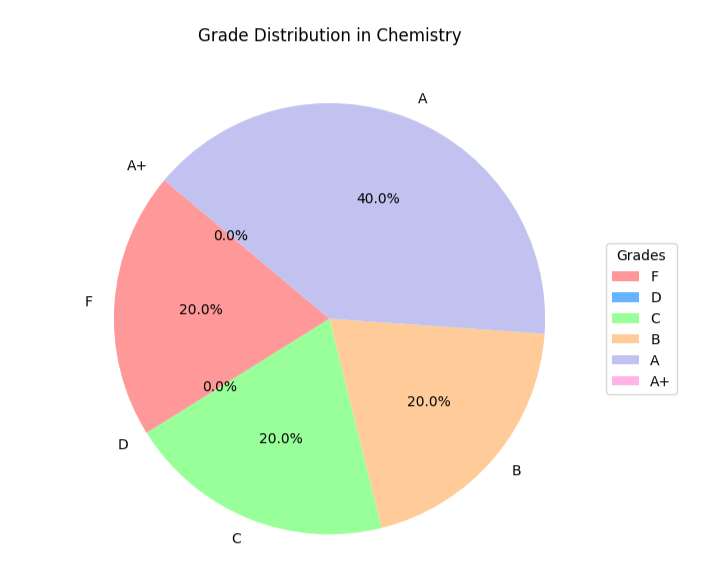 Grade Distribution in Chemistry
A
A+
40.0%
0.0%
Grades
F
D
C
B
A
A+
F
20.0%
0.0%
20.0%
20.0%
D
B
C